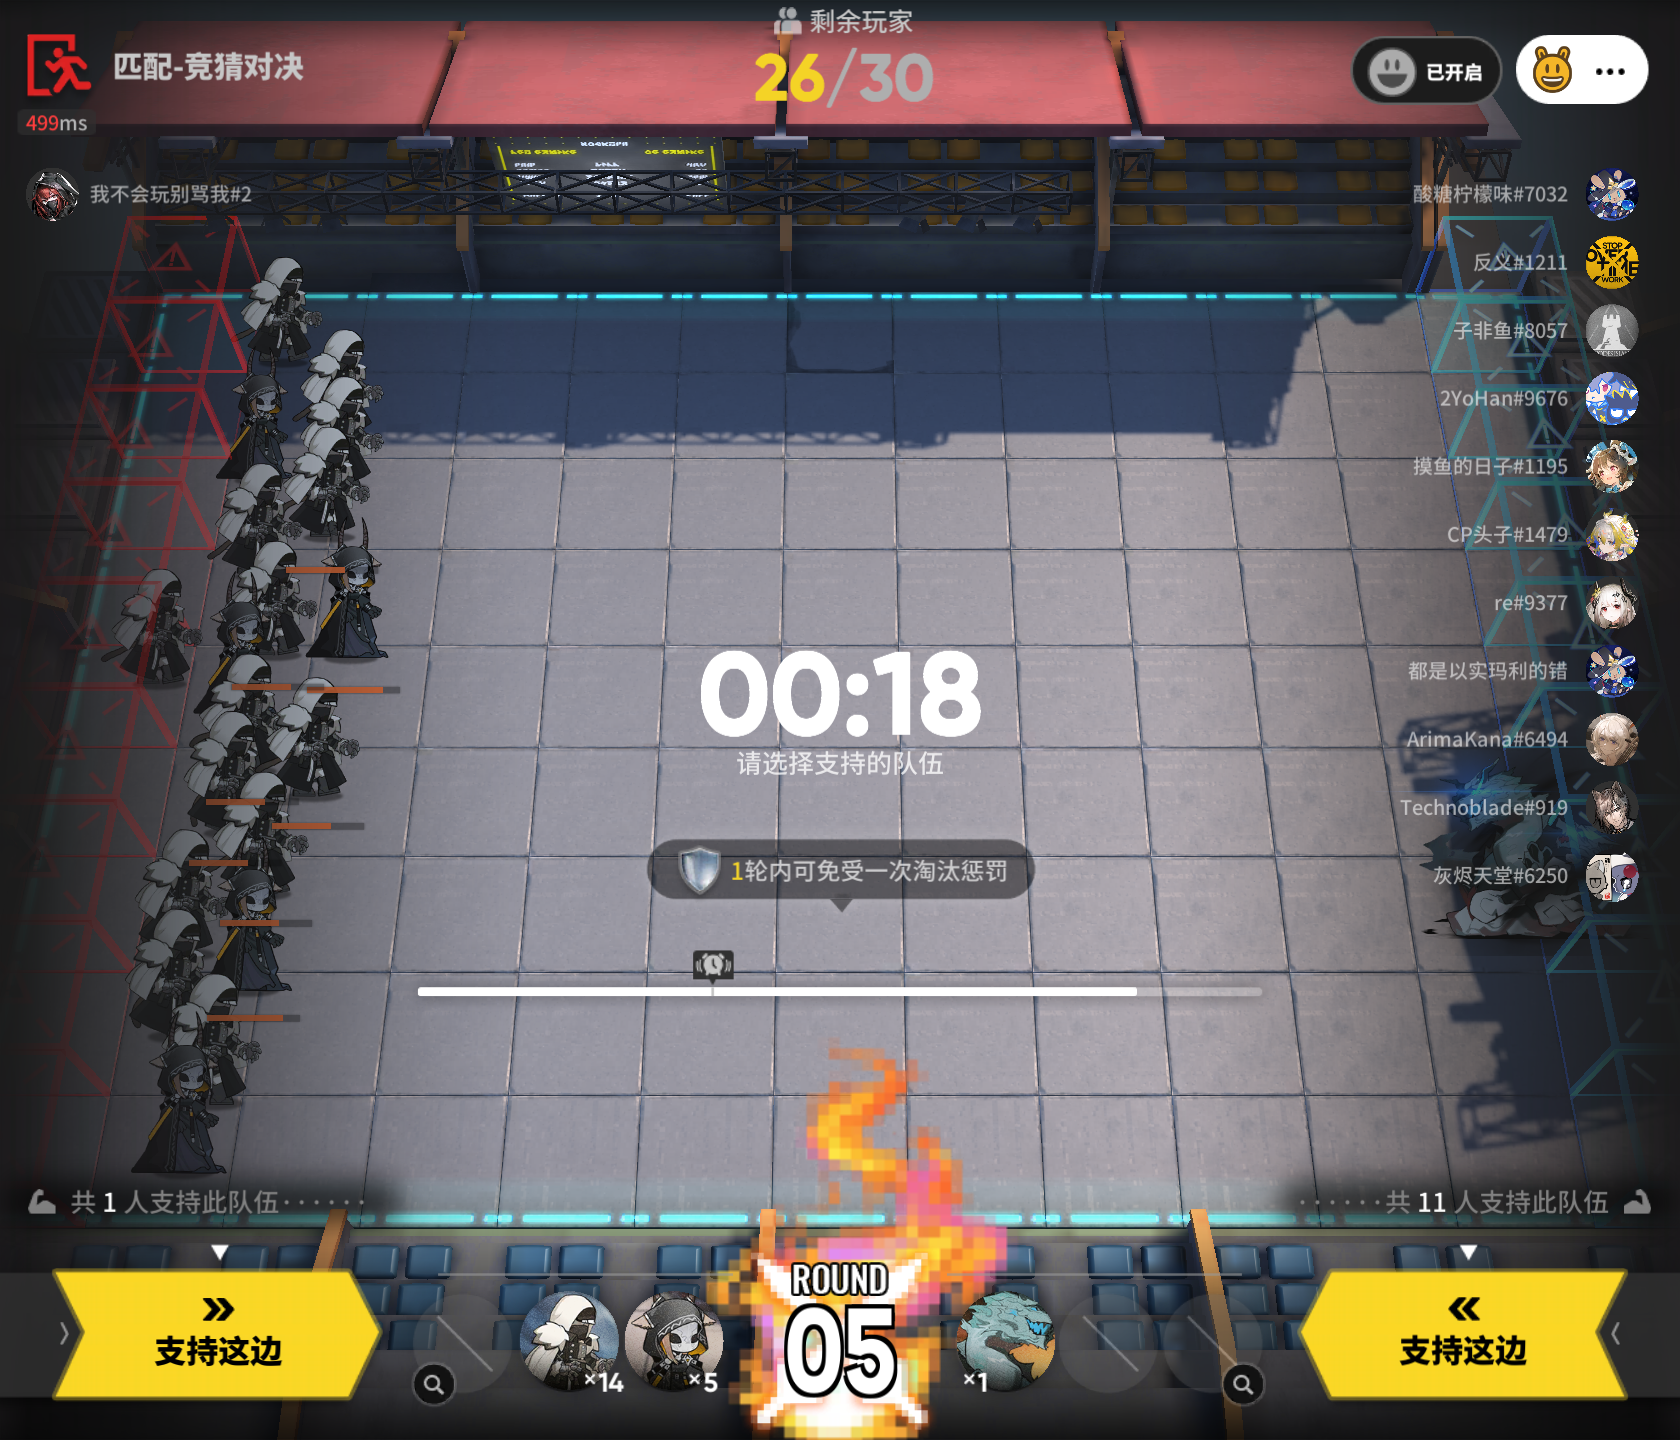 剩余玩家
匹配-竞猜对决
26/30
已开启
499ms
我不会玩别骂我#2
酸糖柠檬味#7032
反义#1211
子非鱼#8057
2YoHan#9676
摸鱼的日子#1195
CP头子#1479
re#9377
都是以实玛利的错
ArimaKana#6494
Technoblade#919
灰烬天堂#6250
00:18
请选择支持的队伍
1轮内可免受一次淘汰惩罚
共 1 人支持此队伍
共 11 人支持此队伍
支持这边
×14
×5
ROUND
05
×1
支持这边
STOP
WORK